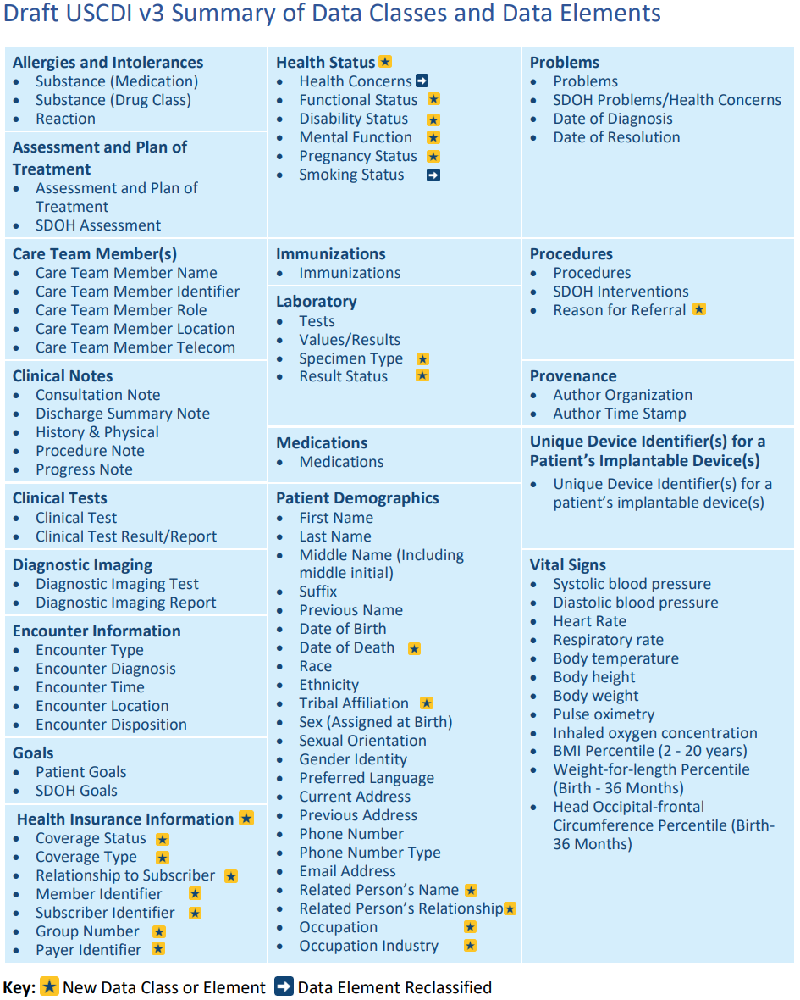 Draft USCDI v3 Summary of Data Classes and Data Elements
Allergies and Intolerances
• Substance (Medication)
• Substance (Drug Class)
• Reaction
Assessment and Plan of
Treatment
• Assessment and Plan of
Treatment
• SDOH Assessment
Care Team Member(s)
• Care Team Member Name
• Care Team Member Identifier
• Care Team Member Role
• Care Team Member Location
• Care Team Member Telecom
Clinical Notes
• Consultation Note
• Discharge Summary Note
• History & Physical
• Procedure Note
• Progress Note
Clinical Tests
• Clinical Test
• Clinical Test Result/Report
Diagnostic Imaging
• Diagnostic Imaging Test
• Diagnostic Imaging Report
Encounter Information
• Encounter Type
• Encounter Diagnosis
• Encounter Time
• Encounter Location
• Encounter Disposition
Goals
• Patient Goals
• SDOH Goals
Health Insurance Information
• Coverage Status
• Coverage Type
• Relationship to Subscriber
• Member Identifier
• Subscriber Identifier
• Group Number
• Payer Identifier
Health Status
• Health Concerns
• Functional Status
• Disability Status
• Mental Function
• Pregnancy Status
• Smoking Status
Immunizations
• Immunizations
Laboratory
• Tests
• Values/Results
• Specimen Type
• Result Status
Medications
• Medications
Patient Demographics
• First Name
• Last Name
• Middle Name (Including
middle initial)
• Suffix
• Previous Name
• Date of Birth
• Date of Death
• Race
• Ethnicity
• Tribal Affiliation
• Sex (Assigned at Birth)
• Sexual Orientation
• Gender Identity
• Preferred Language
• Current Address
• Previous Address
• Phone Number
• Phone Number Type
• Email Address
• Related Person's Name
• Related Person's Relationship
• Occupation
• Occupation Industry
Problems
• Problems
• SDOH Problems/Health Concerns
• Date of Diagnosis
• Date of Resolution
Procedures
• Procedures
• SDOH Interventions
• Reason for Referral
Provenance
• Author Organization
• Author Time Stamp
Unique Device Identifier(s) for a
Patient's Implantable Device(s)
• Unique Device Identifier(s) for a
patient's implantable device(s)
Vital Signs
• Systolic blood pressure
• Diastolic blood pressure
• Heart Rate
• Respiratory rate
• Body temperature
• Body height
• Body weight
• Pulse oximetry
• Inhaled oxygen concentration
• BMI Percentile (2 - 20 years)
• Weight-for-length Percentile
(Birth - 36 Months)
• Head Occipital-frontal
Circumference Percentile (Birth-
36 Months)
Key: New Data Class or Element Data Element Reclassified